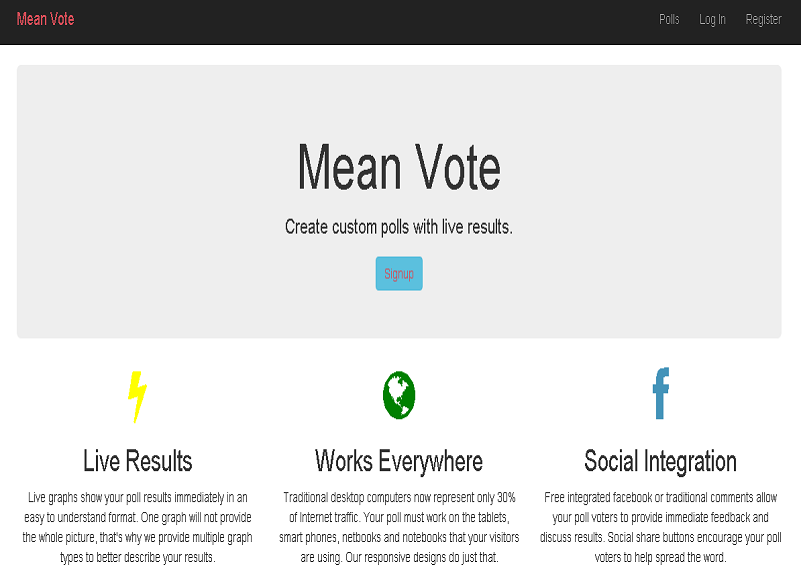 Mean Vote Polls Log In Register
Mean Vote
Create custom polls with live results.
Signup
Live Results
Live graphs show your poll results immediately in an
easy to understand format. One graph will not provide
the whole picture, that's why we provide multiple graph
types to better describe your results.
Works Everywhere
Traditional desktop computers now represent only 30%
of Internet traffic. Your poll must work on the tablets,
smart phones, netbooks and notebooks that your visitors
are using. Our responsive designs do just that.
Social Integration
Free integrated facebook or traditional comments allow
your poll voters to provide immediate feedback and
discuss results. Social share buttons encourage your poll
voters to help spread the word.